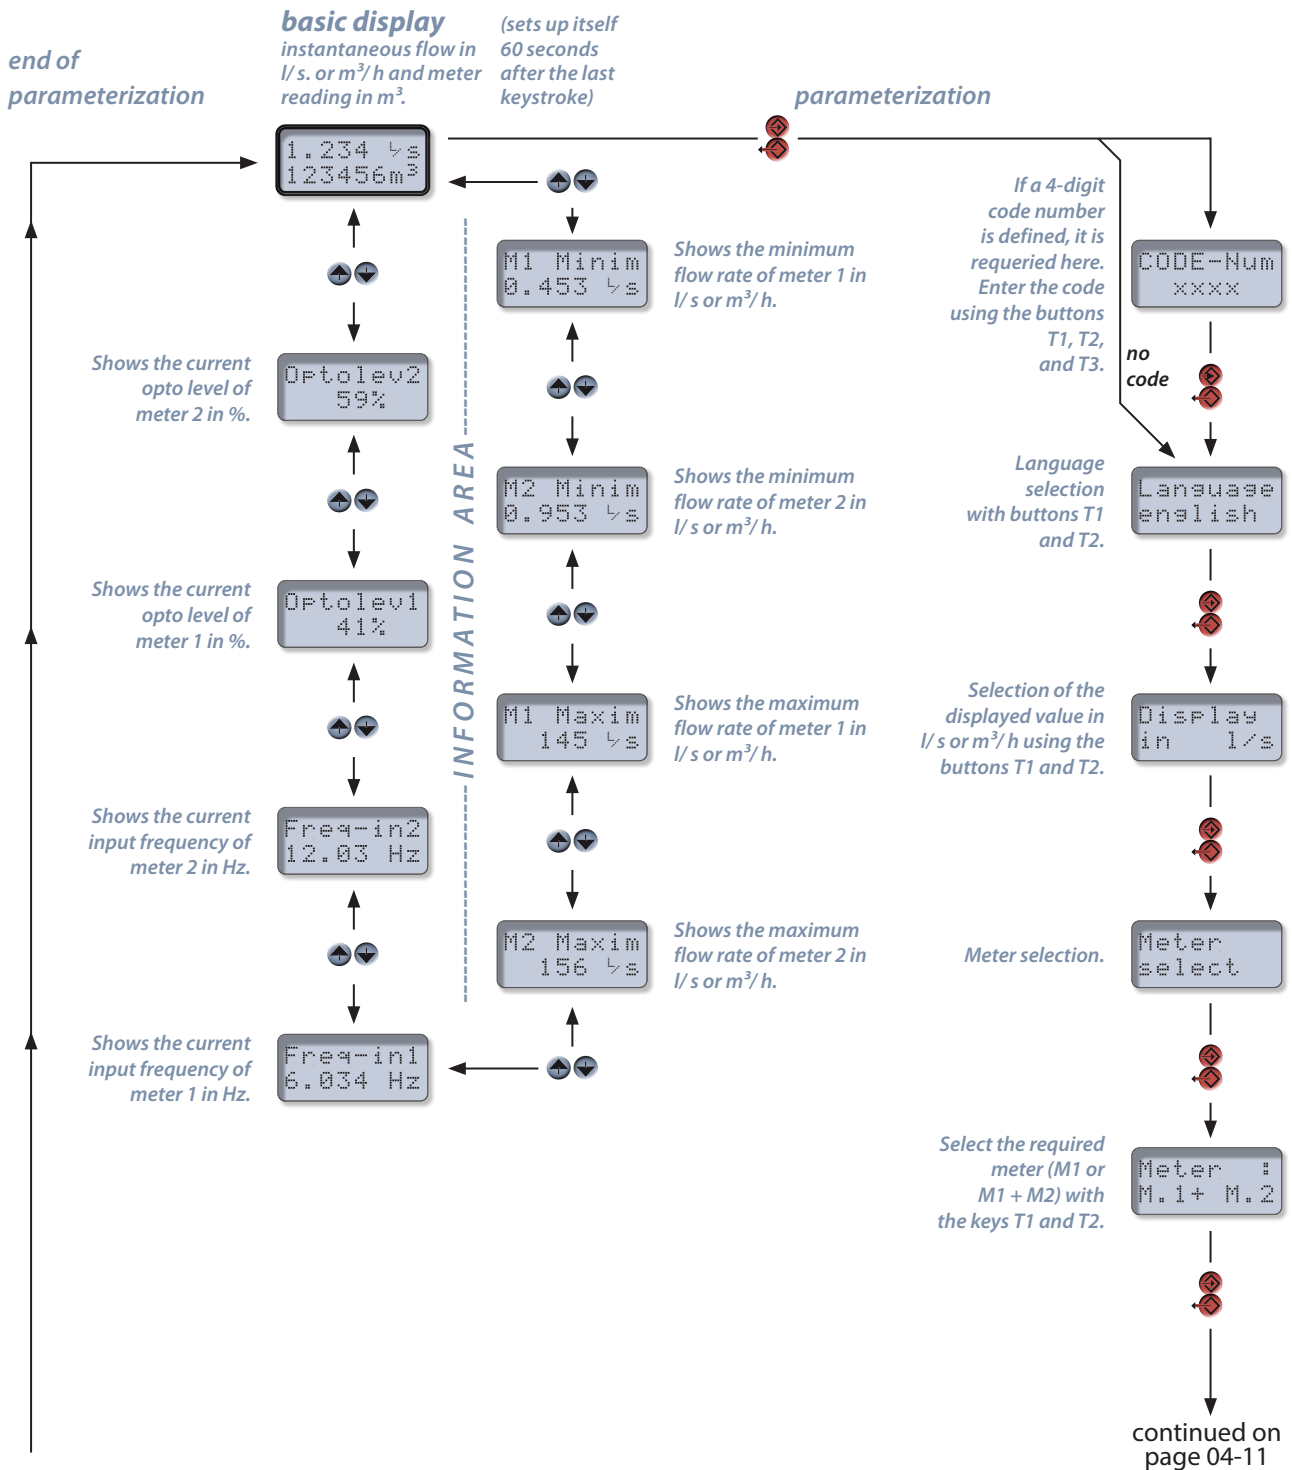 end of
parameterization
basic display
instantaneous flow in
l/ s. or m³/ h and meter
reading in m³.
(sets up itself
60 seconds
after the last
keystroke)
parameterization
1.234 l/s
123456m³
Optolev2
59%
Shows the current
opto level of
meter 2 in %.
Optolev1
41%
Shows the current
opto level of
meter 1 in %.
Freq-in2
12.03 Hz
Shows the current
input frequency of
meter 2 in Hz.
Freq-in1
6.034 Hz
Shows the current
input frequency of
meter 1 in Hz.
INFORMATION AREA
M1 Minim
0.453 l/s
Shows the minimum
flow rate of meter 1 in
l/ s or m³/ h.
M2 Minim
0.953 l/s
Shows the minimum
flow rate of meter 2 in
l/ s or m³/ h.
M1 Maxim
145 l/s
Shows the maximum
flow rate of meter 1 in
l/ s or m³/ h.
M2 Maxim
156 l/s
Shows the maximum
flow rate of meter 2 in
l/ s or m³/ h.
If a 4-digit
code number
is defined, it is
requeried here.
Enter the code
using the buttons
T1, T2,
and T3.
no
code
CODE-Num
xxxx
Language
selection
with buttons T1
and T2.
Language
english
Selection of the
displayed value in
l/ s or m³/ h using the
buttons T1 and T2.
Display
in l/s
Meter selection.
Meter
select
Select the required
meter (M1 or
M1 + M2) with
the keys T1 and T2.
Meter :
M.1+ M.2
continued on
page 04-11